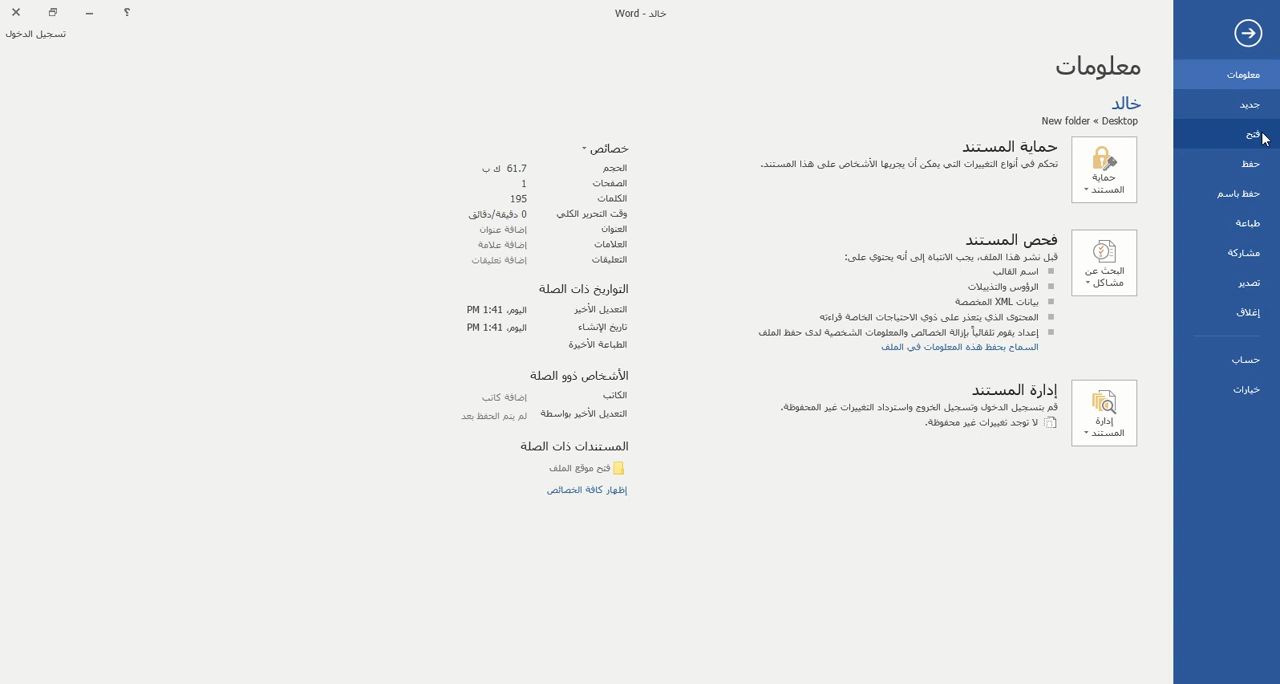 خالد - Word
تسجيل الدخول
معلومات
جديد
فتح
حفظ
حفظ باسم
طباعة
مشاركة
تصدير
إغلاق
حساب
خيارات
معلومات
خالد
New folder « Desktop
حماية المستند
حماية المستند
تحكم في أنواع التغييرات التي يمكن أن يجريها الأشخاص على هذا المستند.
البحث عن مشاكل
فحص المستند
قبل نشر هذا الملف، يجب الانتباه إلى أنه يحتوي على:
اسم القالب
الرؤوس والتذييلات
بيانات XML المخصصة
المحتوى الذي يتعذر على ذوي الاحتياجات الخاصة قراءته
إعداد يقوم تلقائياً بإزالة الخصائص والمعلومات الشخصية لدى حفظ الملف
السماح بحفظ هذه المعلومات في الملف
إدارة المستند
إدارة المستند
قم بتسجيل الدخول وتسجيل الخروج واسترداد التغييرات غير المحفوظة.
لا توجد تغييرات غير محفوظة.
خصائص
الحجم 61.7 ك ب
الصفحات 1
الكلمات 195
وقت التحرير الكلي 0 دقيقة/دقائق
العنوان إضافة عنوان
العلامات إضافة علامة
التعليقات إضافة تعليقات
التواريخ ذات الصلة
التعديل الأخير اليوم، 1:41 PM
تاريخ الإنشاء اليوم، 1:41 PM
الطباعة الأخيرة
الأشخاص ذوو الصلة
الكاتب إضافة كاتب
التعديل الأخير بواسطة لم يتم الحفظ بعد
المستندات ذات الصلة
فتح موقع الملف
إظهار كافة الخصائص